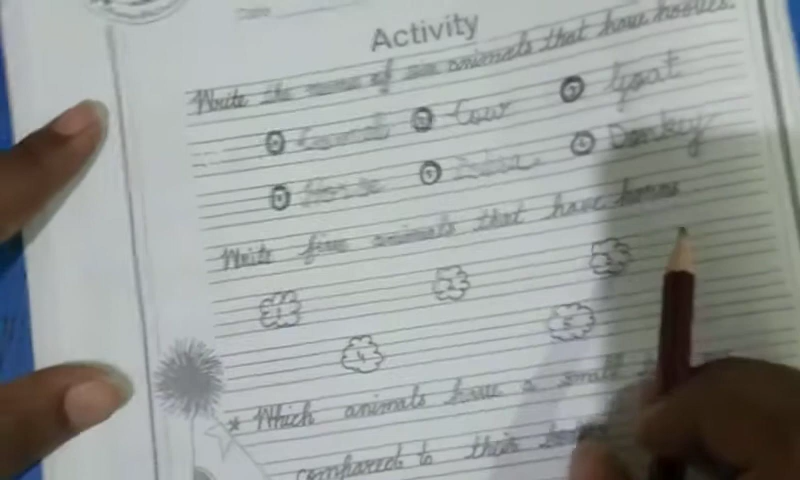 Date
Activity
Write the name of six animals that have hooves.
1 Camel 2 Cow 3 Goat
4 Horse 5 Zebra. 6 Donkey
Write five animals that have horns.
1 2 3
4 5
* Which animals have a small
compared to their